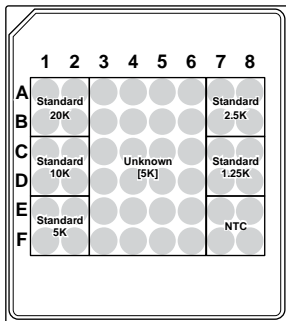 1 2 3 4 5 6 7 8
A
Standard
20K
Standard
2.5K
B
C
Standard
10K
Unknown
[5K]
Standard
1.25K
D
E
Standard
5K
NTC
F